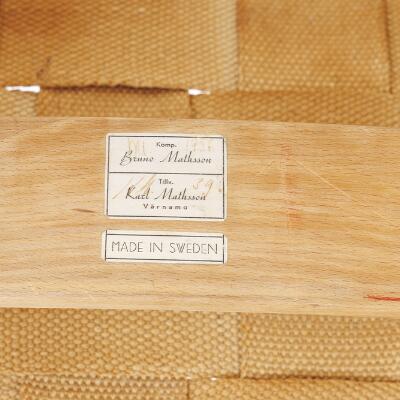 Komp.
Bruno Mathsson
Tillv.
Karl Mathsson
Värnamo
MADE IN SWEDEN